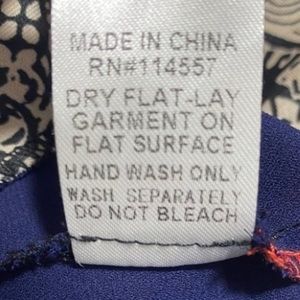 MADE IN CHINA
RN#114557
DRY FLAT-LAY
GARMENT ON
FLAT SURFACE
HAND WASH ONLY
WASH SEPARATELY
DO NOT BLEACH